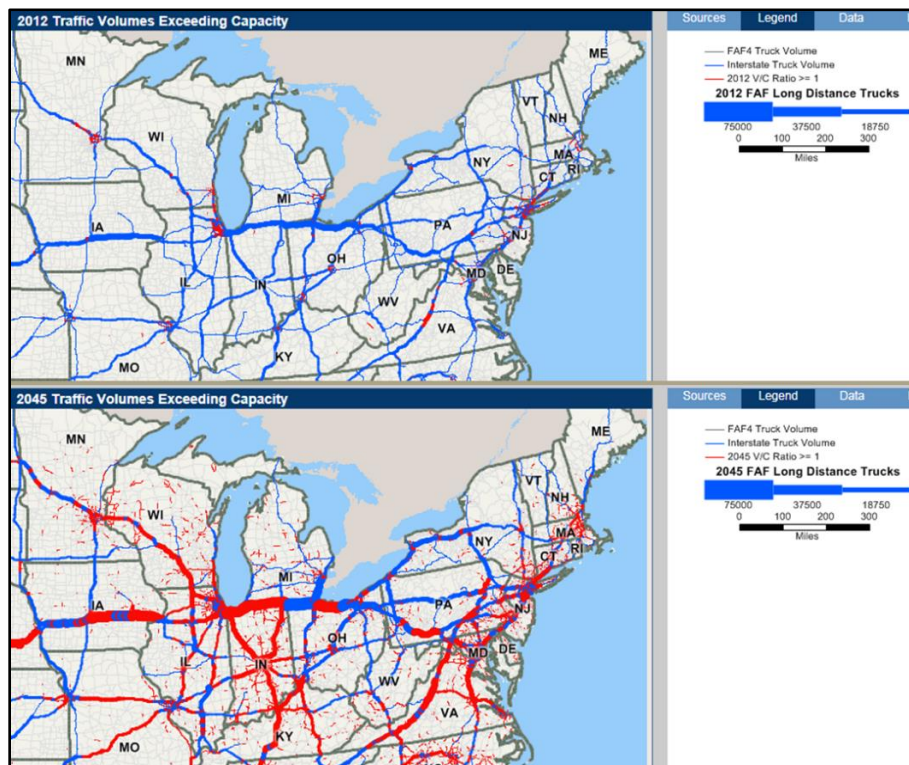 2012 Traffic Volumes Exceeding Capacity
Sources Legend Data
FAF4 Truck Volume
Interstate Truck Volume
2012 V/C Ratio >= 1
2012 FAF Long Distance Trucks
75000 37500 18750
0 100 200 300
Miles
MN
ME
WI
VT
NH
NY
MA
MI
CT
RI
IA
PA
NJ
OH
IL
IN
MD
DE
WV
VA
KY
MO
2045 Traffic Volumes Exceeding Capacity
Sources Legend Data
FAF4 Truck Volume
Interstate Truck Volume
2045 V/C Ratio >= 1
2045 FAF Long Distance Trucks
75000 37500 18750
0 100 200 300
Miles
MN
ME
WI
VT
NH
MA
NY
RI
CT
MI
IA
PA
NJ
OH
DE
MD
IL
IN
WV
VA
KY
MO